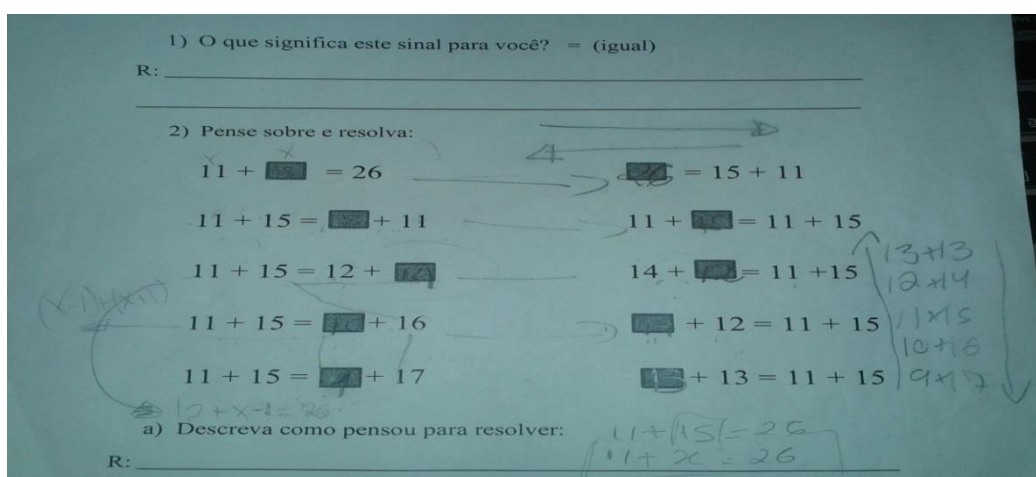 1) O que significa este sinal para você? = (igual)
R:
2) Pense sobre e resolva:
11 + = 26
= 15 + 11
11 + 15 = + 11
11 + = 11 + 15
11 + 15 = 12 +
14 + = 11 +15
13+13
12+14
11 + 15 = + 16
+ 12 = 11 + 15
11+15
10+16
11 + 15 = + 17
+ 13 = 11 + 15
9+17
a) Descreva como pensou para resolver:
11+15=26
11+x=26
R: